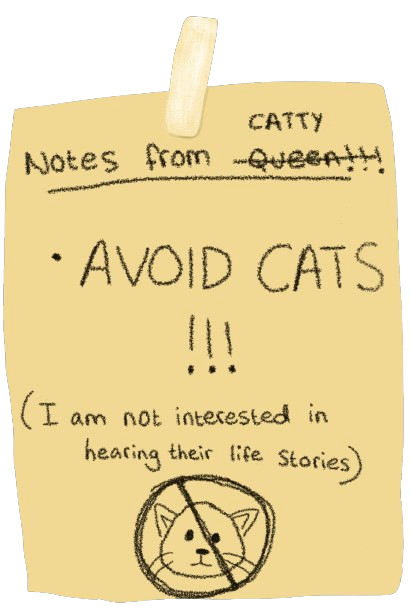 CATTY
Notes from Queen!!!
• AVOID CATS
!!!
(I am not interested in
hearing their life stories)